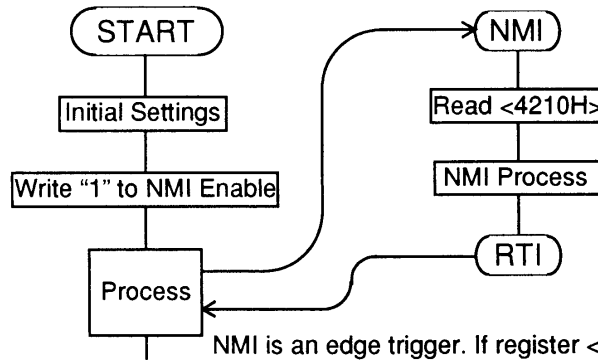 START
Initial Settings
Write “1” to NMI Enable
Process
NMI
Read <4210H>
NMI Process
RTI
NMI is an edge trigger. If register <